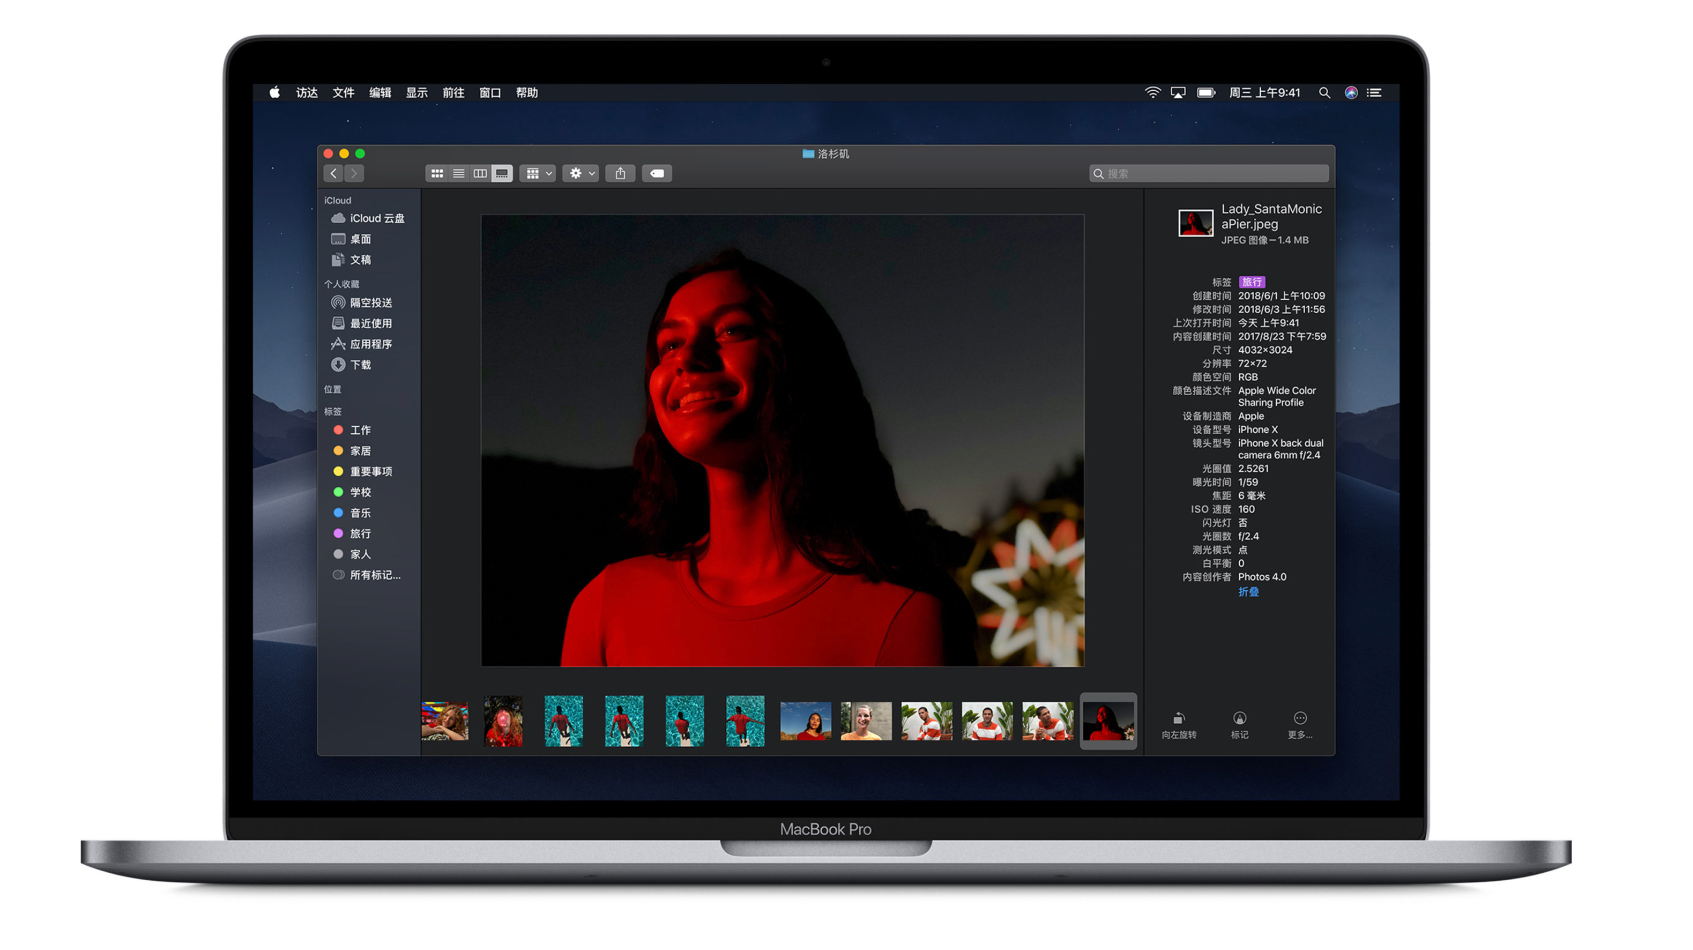 访达 文件 编辑 显示 前往 窗口 帮助 周三 上午9:41
洛杉矶
搜索
iCloud
iCloud 云盘
桌面
文稿
个人收藏
隔空投送
最近使用
应用程序
下载
位置
标签
工作
家居
重要事项
学校
音乐
旅行
家人
所有标记...
Lady_SantaMonic
aPier.jpeg
JPEG 图像 – 1.4 MB
标签 旅行
创建时间 2018/6/1 上午10:09
修改时间 2018/6/3 上午11:56
上次打开时间 今天 上午9:41
内容创建时间 2017/8/23 下午7:59
尺寸 4032×3024
分辨率 72×72
颜色空间 RGB
颜色描述文件 Apple Wide Color
Sharing Profile
设备制造商 Apple
设备型号 iPhone X
镜头型号 iPhone X back dual
camera 6mm f/2.4
光圈值 2.5261
曝光时间 1/59
焦距 6 毫米
ISO 速度 160
闪光灯 否
光圈数 f/2.4
测光模式 点
白平衡 0
内容创作者 Photos 4.0
折叠
向左旋转 标记 更多...
MacBook Pro